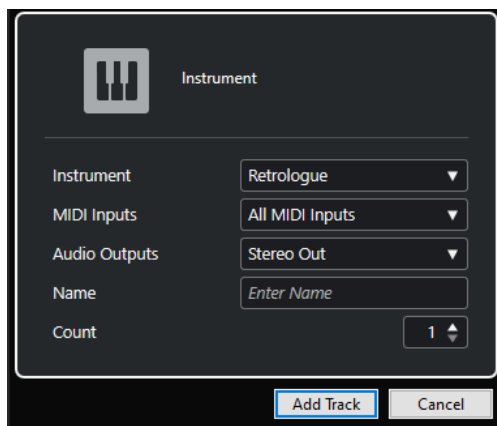 Instrument
Instrument Retrologue
MIDI Inputs All MIDI Inputs
Audio Outputs Stereo Out
Name Enter Name
Count 1
Add Track Cancel